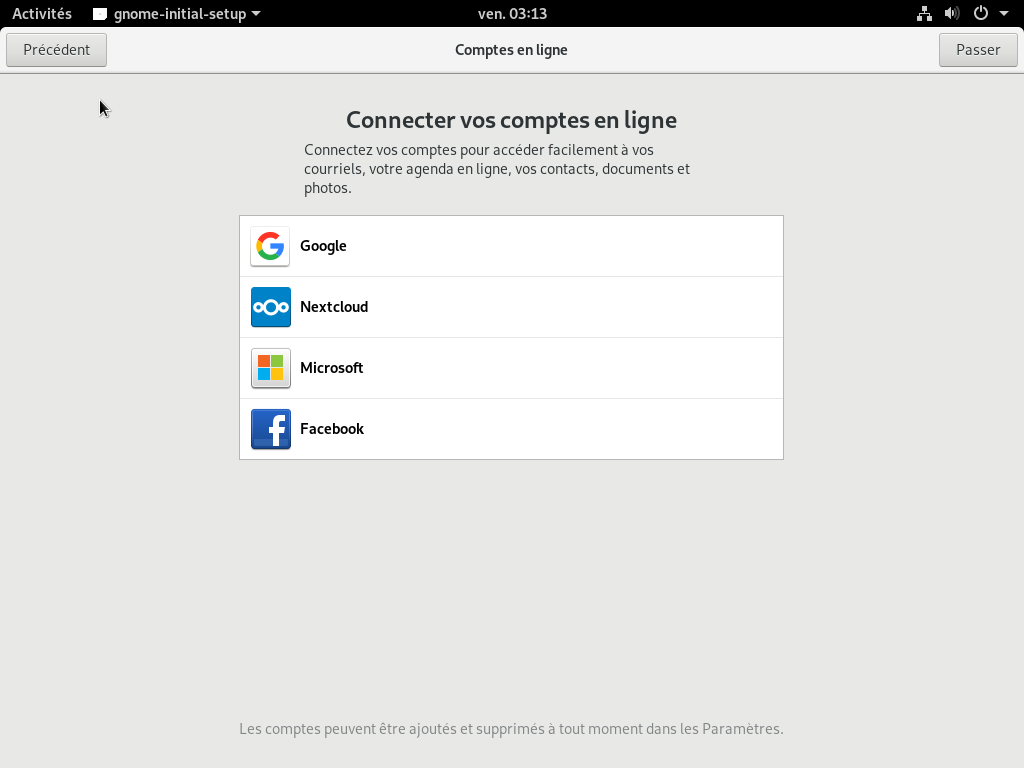 Activités gnome-initial-setup ven. 03:13
Précédent Comptes en ligne Passer
Connecter vos comptes en ligne
Connectez vos comptes pour accéder facilement à vos
courriels, votre agenda en ligne, vos contacts, documents et
photos.
Google
Nextcloud
Microsoft
Facebook
Les comptes peuvent être ajoutés et supprimés à tout moment dans les Paramètres.